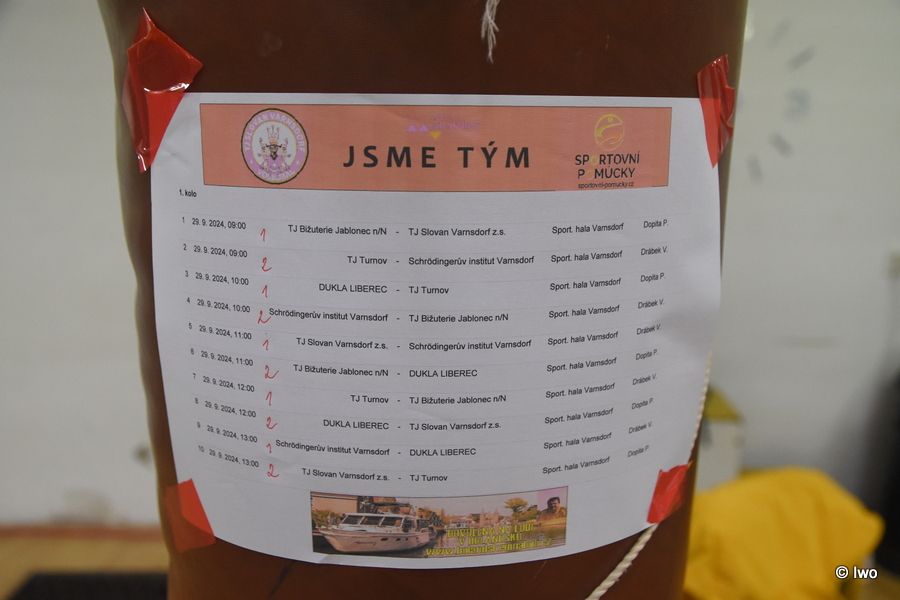 TJ SLOVAN VARNSDORF
JSME TÝM
SPORTOVNÍ
POMŮCKY
sportovni-pomucky.cz
1. kolo
1 29. 9. 2024, 09:00 1 TJ Bižuterie Jablonec n/N - TJ Slovan Varnsdorf z.s. Sport. hala Varnsdorf Dopita P.
2 29. 9. 2024, 09:00 2 TJ Turnov - Schrödingerův institut Varnsdorf Sport. hala Varnsdorf Drábek V.
3 29. 9. 2024, 10:00 1 DUKLA LIBEREC - TJ Turnov Sport. hala Varnsdorf Dopita P.
4 29. 9. 2024, 10:00 2 Schrödingerův institut Varnsdorf - TJ Bižuterie Jablonec n/N Sport. hala Varnsdorf Drábek V.
5 29. 9. 2024, 11:00 1 TJ Slovan Varnsdorf z.s. - Schrödingerův institut Varnsdorf Sport. hala Varnsdorf Drábek V.
6 29. 9. 2024, 11:00 2 TJ Bižuterie Jablonec n/N - DUKLA LIBEREC Sport. hala Varnsdorf Dopita P.
7 29. 9. 2024, 12:00 1 TJ Turnov - TJ Bižuterie Jablonec n/N Sport. hala Varnsdorf Drábek V.
8 29. 9. 2024, 12:00 2 DUKLA LIBEREC - TJ Slovan Varnsdorf z.s. Sport. hala Varnsdorf Dopita P.
9 29. 9. 2024, 13:00 1 Schrödingerův institut Varnsdorf - DUKLA LIBEREC Sport. hala Varnsdorf Drábek V.
10 29. 9. 2024, 13:00 2 TJ Slovan Varnsdorf z.s. - TJ Turnov Sport. hala Varnsdorf Dopita P.
© Iwo